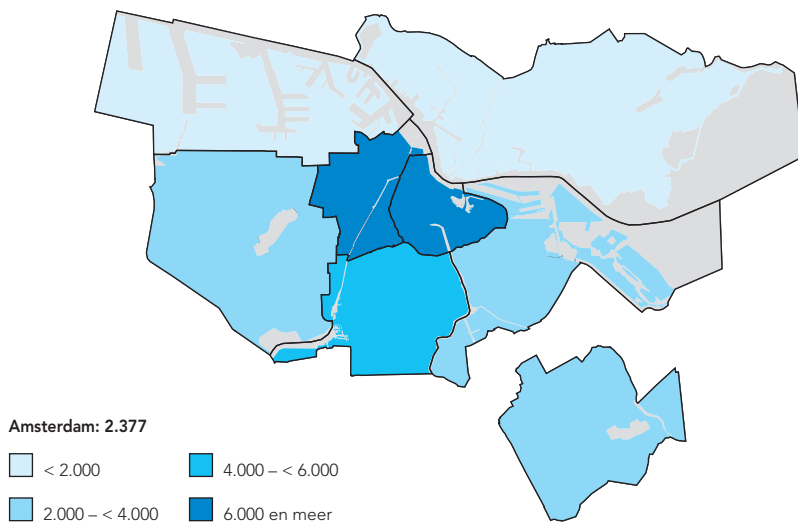 Amsterdam: 2.377
< 2.000
4.000 – < 6.000
2.000 – < 4.000
6.000 en meer